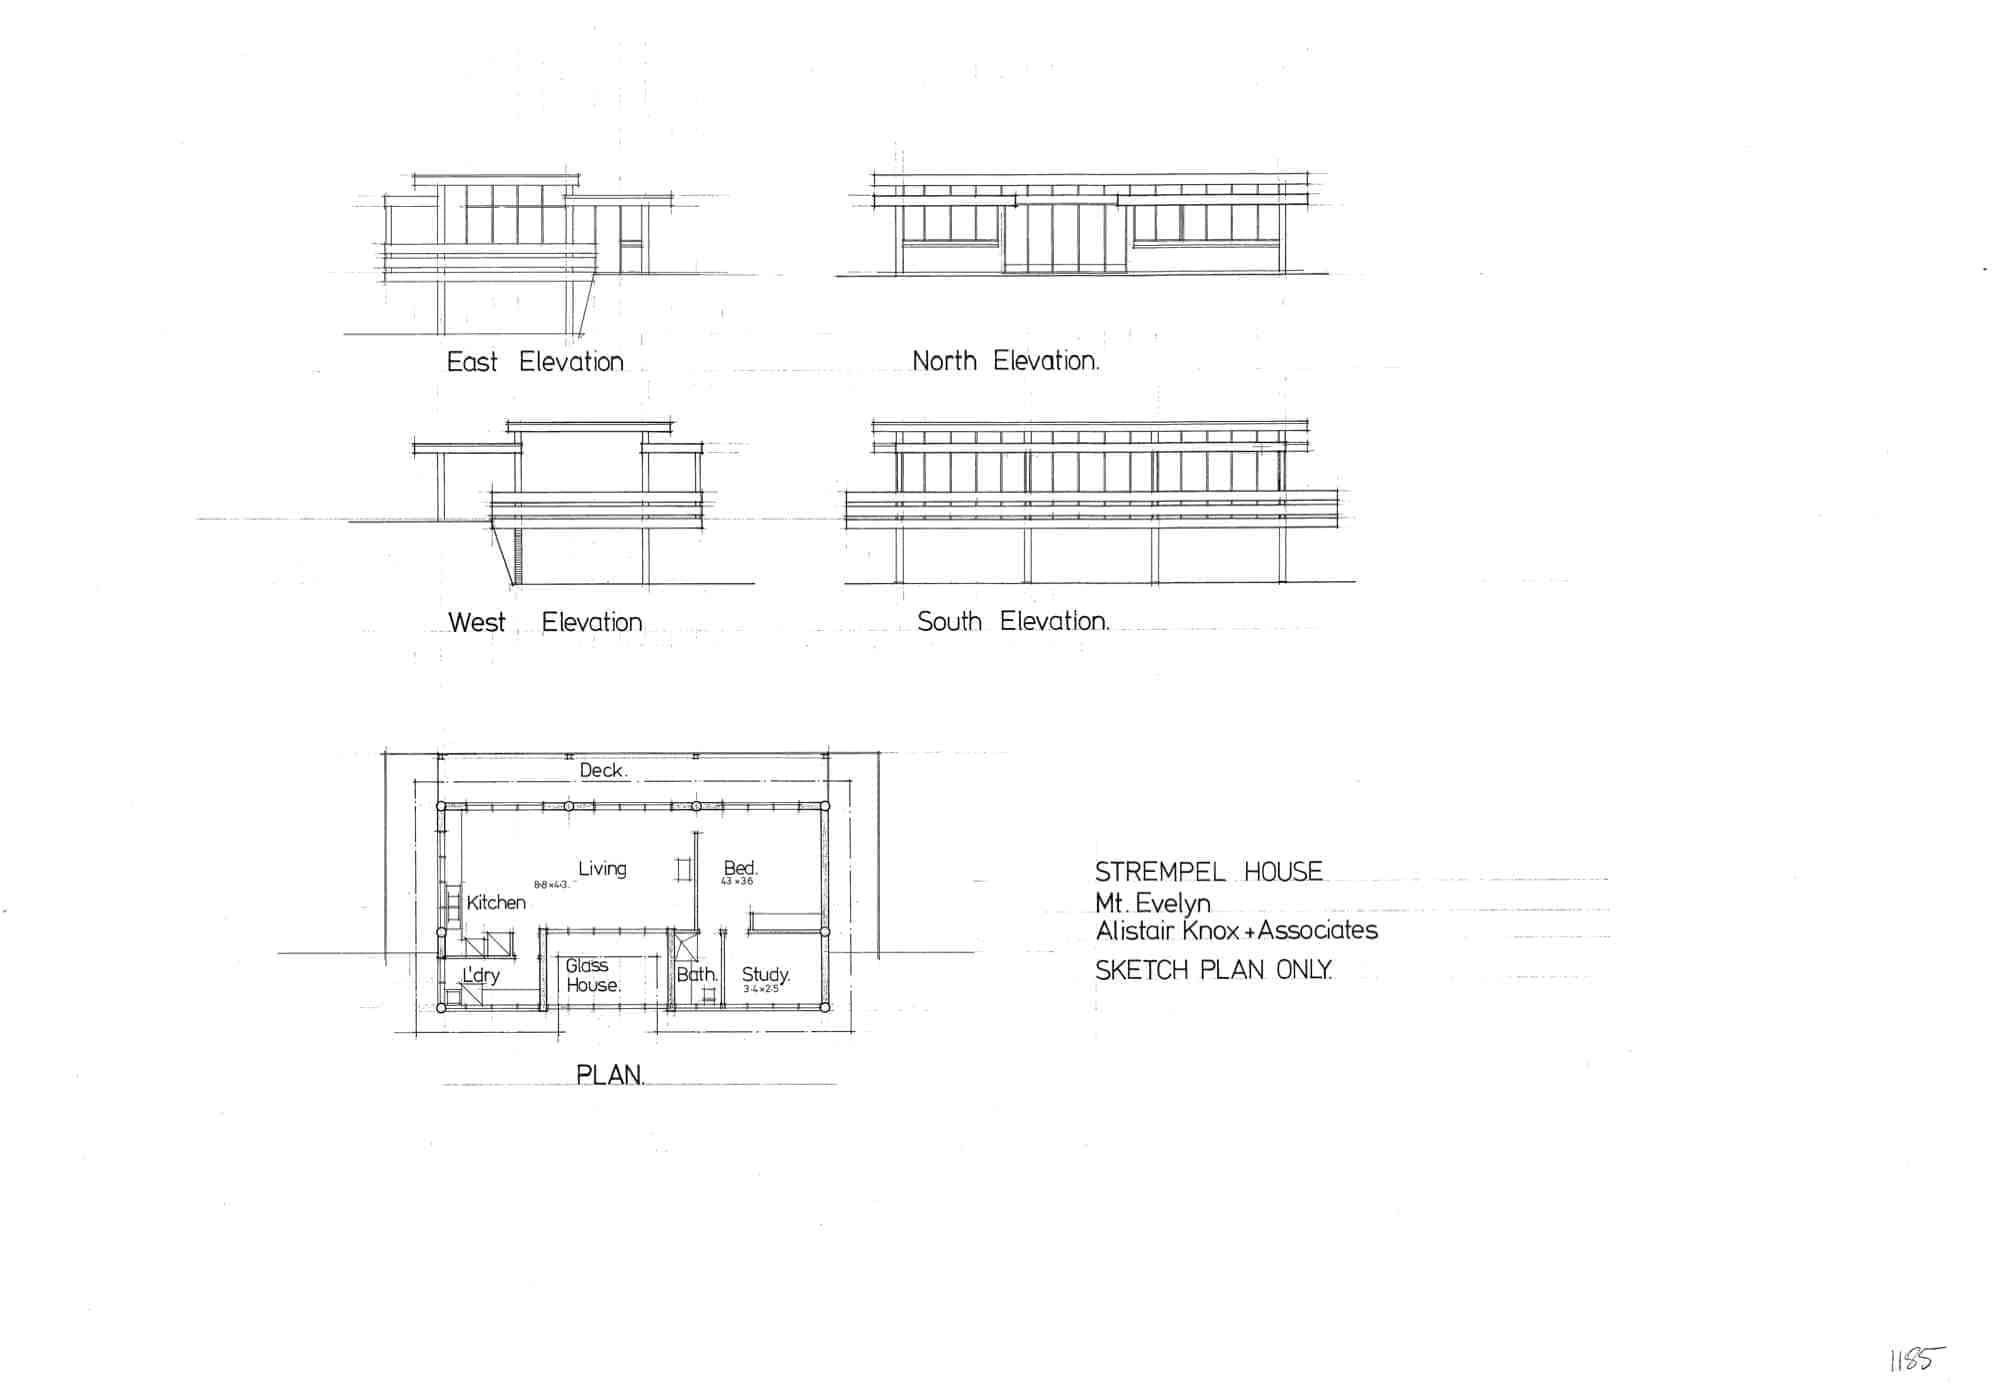 East Elevation
North Elevation.
West Elevation
South Elevation.
Deck.
Living
8·8 x 4·3.
Bed.
4·3 x 3·6
Kitchen
L'dry
Glass
House.
Bath.
Study.
3·4 x 2·5
PLAN.
STREMPEL HOUSE
Mt. Evelyn
Alistair Knox + Associates
SKETCH PLAN ONLY.
1185